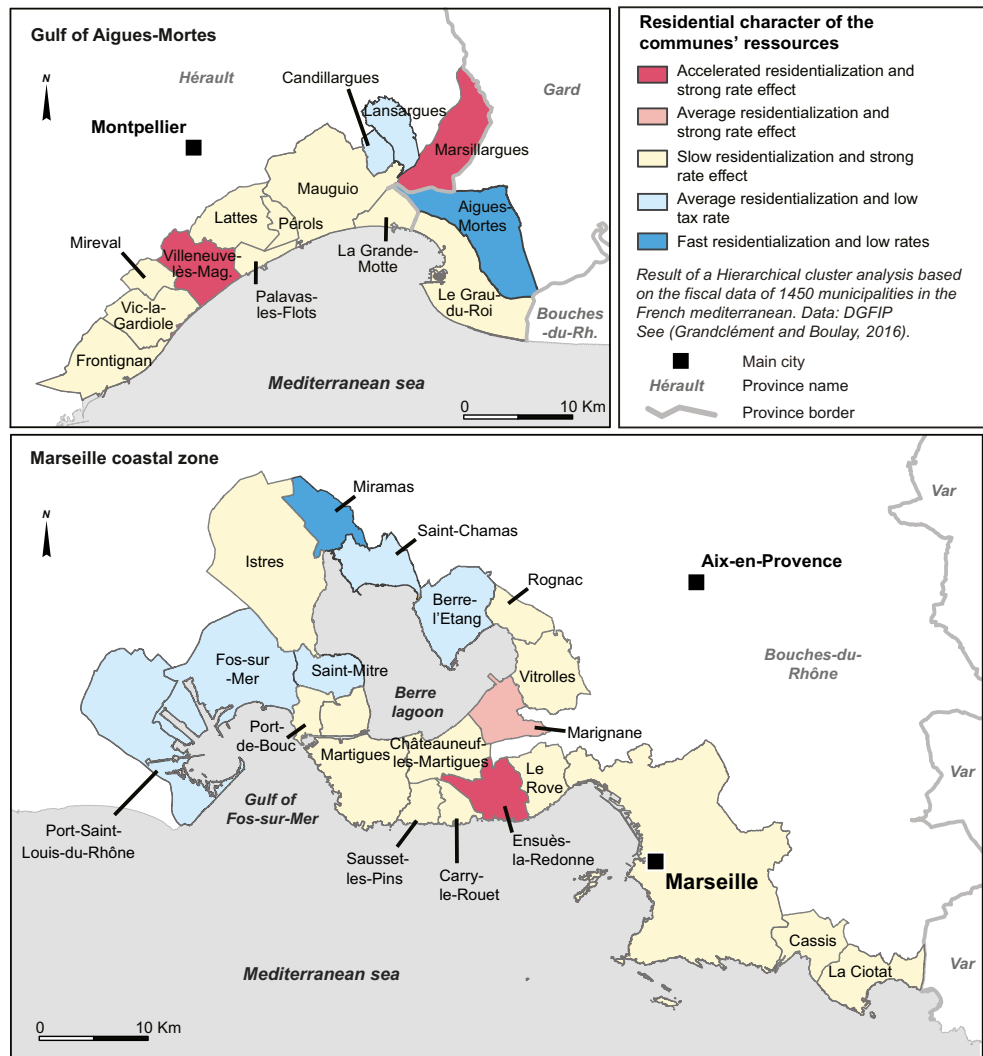 Gulf of Aigues-Mortes
N
Hérault
Candillargues
Lansargues
Gard
Montpellier
Marsillargues
Mauguio
Aigues-
Mortes
Lattes
Pérols
Mireval
Villeneuve-
lès-Mag.
La Grande-
Motte
Vic-la-
Gardiole
Palavas-
les-Flots
Le Grau-
du-Roi
Bouches
-du-Rh.
Frontignan
Mediterranean sea
0 10 Km
Residential character of the
communes' ressources
Accelerated residentialization and
strong rate effect
Average residentialization and
strong rate effect
Slow residentialization and strong
rate effect
Average residentialization and low
tax rate
Fast residentialization and low rates
Result of a Hierarchical cluster analysis based
on the fiscal data of 1450 municipalities in the
French mediterranean. Data: DGFIP
See (Grandclément and Boulay, 2016).
Main city
Hérault Province name
Province border
Marseille coastal zone
N
Miramas
Var
Saint-Chamas
Istres
Aix-en-Provence
Rognac
Berre-
l'Etang
Fos-sur
-Mer
Saint-Mitre
Bouches-du-
Rhône
Vitrolles
Berre
lagoon
Port-
de-Bouc
Marignane
Martigues
Châteauneuf-
les-Martigues
Le
Rove
Var
Gulf of
Fos-sur-Mer
Port-Saint-
Louis-du-Rhône
Sausset-
les-Pins
Carry-
le-Rouet
Ensuès-
la-Redonne
Marseille
Cassis
La Ciotat
Var
Mediterranean sea
0 10 Km